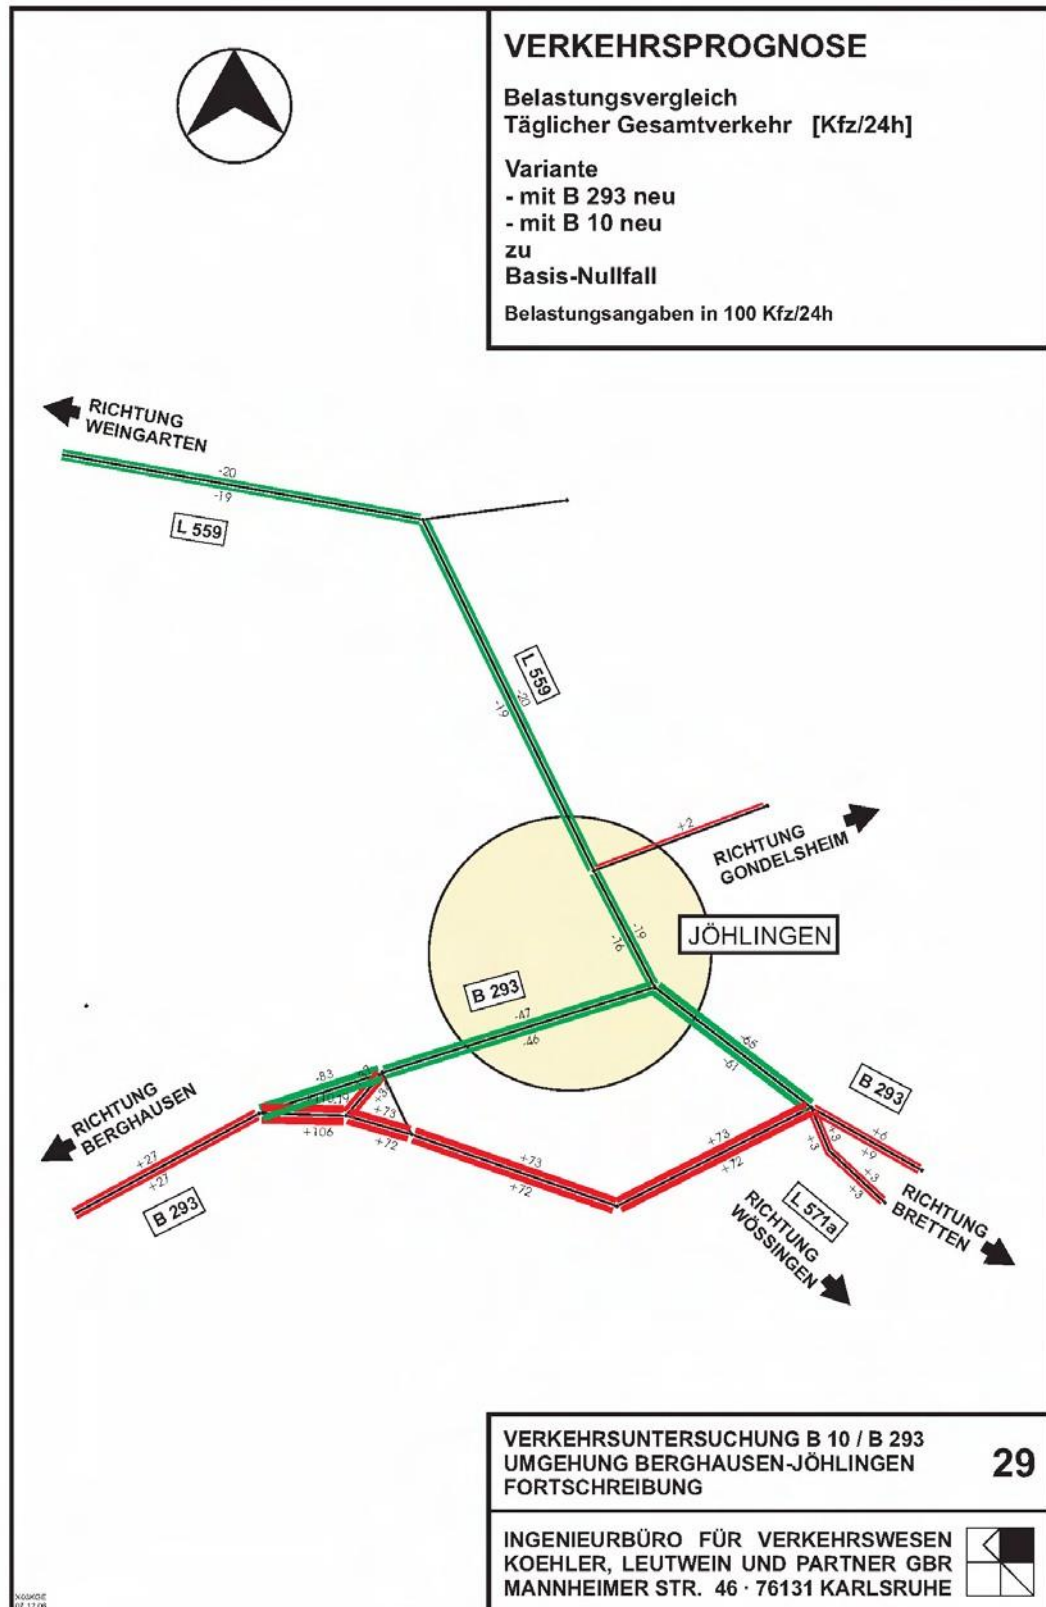 VERKEHRSPROGNOSE
Belastungsvergleich
Täglicher Gesamtverkehr [Kfz/24h]
Variante
- mit B 293 neu
- mit B 10 neu
zu
Basis-Nullfall
Belastungsangaben in 100 Kfz/24h
RICHTUNG
WEINGARTEN
-20
-19
L 559
L 559
-20
-19
+2
RICHTUNG
GONDELSHEIM
-19
-16
JÖHLINGEN
B 293
-47
-46
-65
-61
B 293
RICHTUNG
BERGHAUSEN
-83
+73
+106
+72
+27
+27
B 293
+73
+72
+73
+72
+6
+9
+3
+3
+3
+3
L 571a
RICHTUNG
WÖSSINGEN
RICHTUNG
BRETTEN
VERKEHRSUNTERSUCHUNG B 10 / B 293
UMGEHUNG BERGHAUSEN-JÖHLINGEN
FORTSCHREIBUNG
29
INGENIEURBÜRO FÜR VERKEHRSWESEN
KOEHLER, LEUTWEIN UND PARTNER GBR
MANNHEIMER STR. 46 · 76131 KARLSRUHE